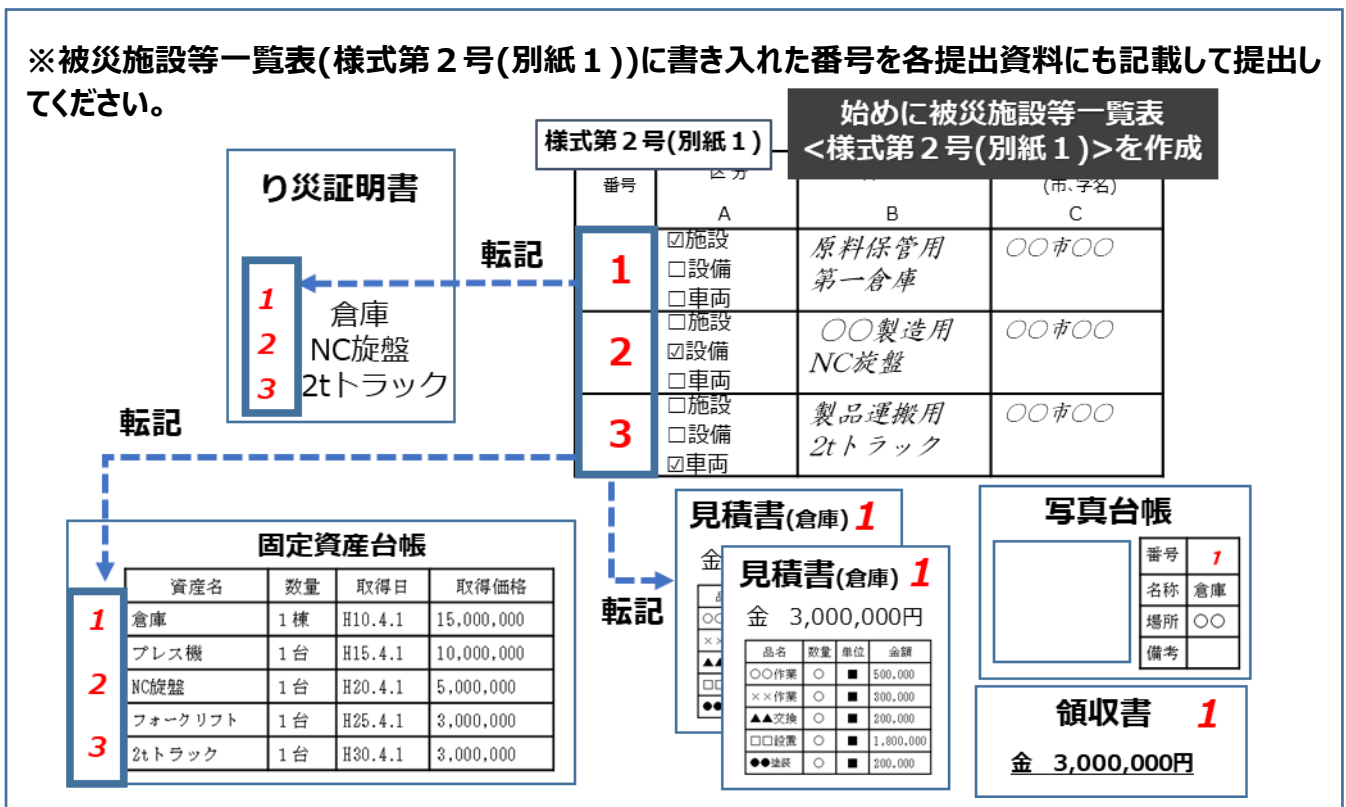 ※被災施設等一覧表(様式第２号(別紙１))に書き入れた番号を各提出資料にも記載して提出し
てください。
始めに被災施設等一覧表
<様式第２号(別紙１)>を作成
様式第２号(別紙１)
番号
区 分
(市、字名)
A B C
1
☑施設
□設備
□車両
原料保管用
第一倉庫
○○市○○
2
□施設
☑設備
□車両
○○製造用
NC旋盤
○○市○○
3
□施設
□設備
☑車両
製品運搬用
2tトラック
○○市○○
り災証明書
1 倉庫
2 NC旋盤
3 2tトラック
転記
転記
転記
固定資産台帳
資産名 数量 取得日 取得価格
1 倉庫 1棟 H10.4.1 15,000,000
プレス機 1台 H15.4.1 10,000,000
2 NC旋盤 1台 H20.4.1 5,000,000
フォークリフト 1台 H25.4.1 3,000,000
3 2tトラック 1台 H30.4.1 3,000,000
見積書(倉庫) 1
金
見積書(倉庫) 1
金 3,000,000円
品名 数量 単位 金額
○○作業 ○ ■ 500,000
××作業 ○ ■ 300,000
▲▲交換 ○ ■ 200,000
□□設置 ○ ■ 1,800,000
●●塗装 ○ ■ 200,000
写真台帳
番号 1
名称 倉庫
場所 ○○
備考
領収書 1
金 3,000,000円